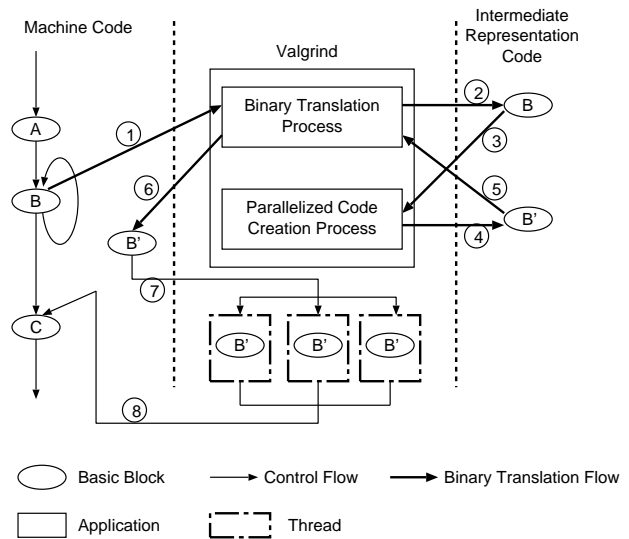 Machine Code
Valgrind
Intermediate
Representation
Code
Binary Translation
Process
Parallelized Code
Creation Process
A
B
C
1
2
3
4
5
6
7
8
B
B'
B'
B'
B'
B'
Basic Block
Control Flow
Binary Translation Flow
Application
Thread